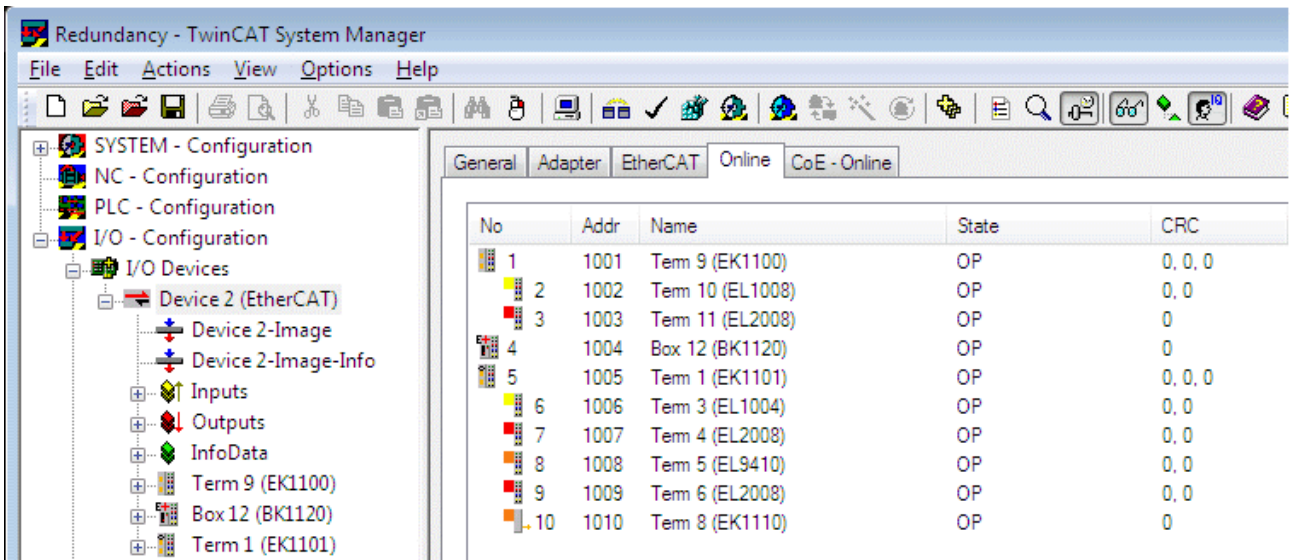 Redundancy - TwinCAT System Manager
File Edit Actions View Options Help
SYSTEM - Configuration
NC - Configuration
PLC - Configuration
I/O - Configuration
I/O Devices
Device 2 (EtherCAT)
Device 2-Image
Device 2-Image-Info
Inputs
Outputs
InfoData
Term 9 (EK1100)
Box 12 (BK1120)
Term 1 (EK1101)
General Adapter EtherCAT Online CoE - Online
No Addr Name State CRC
1 1001 Term 9 (EK1100) OP 0, 0, 0
2 1002 Term 10 (EL1008) OP 0, 0
3 1003 Term 11 (EL2008) OP 0
4 1004 Box 12 (BK1120) OP 0
5 1005 Term 1 (EK1101) OP 0, 0, 0
6 1006 Term 3 (EL1004) OP 0, 0
7 1007 Term 4 (EL2008) OP 0, 0
8 1008 Term 5 (EL9410) OP 0, 0
9 1009 Term 6 (EL2008) OP 0, 0
10 1010 Term 8 (EK1110) OP 0